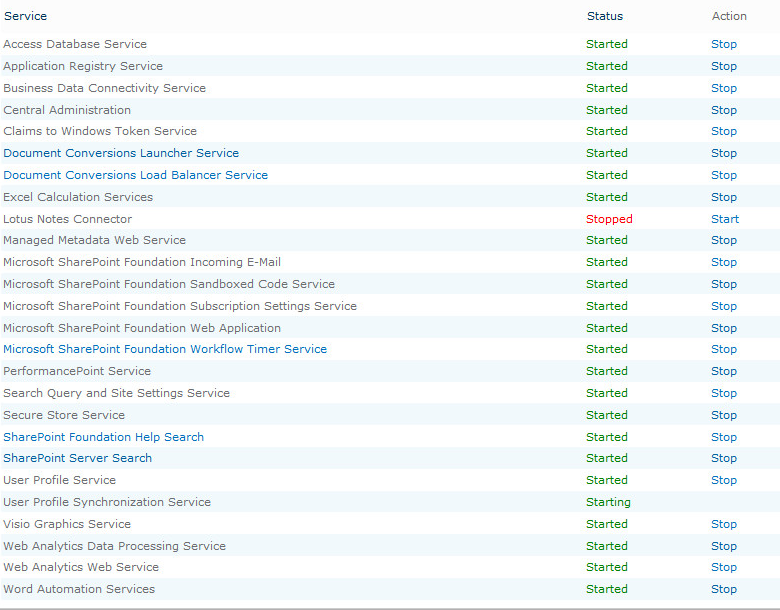 Service Status Action
Access Database Service Started Stop
Application Registry Service Started Stop
Business Data Connectivity Service Started Stop
Central Administration Started Stop
Claims to Windows Token Service Started Stop
Document Conversions Launcher Service Started Stop
Document Conversions Load Balancer Service Started Stop
Excel Calculation Services Started Stop
Lotus Notes Connector Stopped Start
Managed Metadata Web Service Started Stop
Microsoft SharePoint Foundation Incoming E-Mail Started Stop
Microsoft SharePoint Foundation Sandboxed Code Service Started Stop
Microsoft SharePoint Foundation Subscription Settings Service Started Stop
Microsoft SharePoint Foundation Web Application Started Stop
Microsoft SharePoint Foundation Workflow Timer Service Started Stop
PerformancePoint Service Started Stop
Search Query and Site Settings Service Started Stop
Secure Store Service Started Stop
SharePoint Foundation Help Search Started Stop
SharePoint Server Search Started Stop
User Profile Service Started Stop
User Profile Synchronization Service Starting
Visio Graphics Service Started Stop
Web Analytics Data Processing Service Started Stop
Web Analytics Web Service Started Stop
Word Automation Services Started Stop